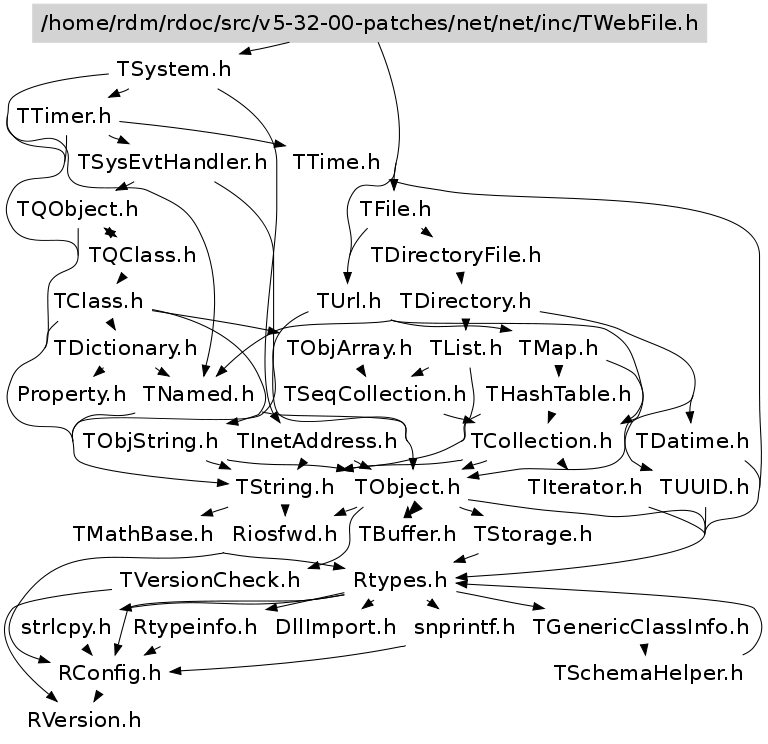 /home/rdm/rdoc/src/v5-32-00-patches/net/net/inc/TWebFile.h
TSystem.h
TTimer.h
TSysEvtHandler.h TTime.h
TQObject.h TFile.h
TQClass.h TDirectoryFile.h
TClass.h TUrl.h TDirectory.h
TDictionary.h TObjArray.h TList.h TMap.h
Property.h TNamed.h TSeqCollection.h THashTable.h
TObjString.h TInetAddress.h TCollection.h TDatime.h
TString.h TObject.h TIterator.h TUUID.h
TMathBase.h Riosfwd.h TBuffer.h TStorage.h
TVersionCheck.h Rtypes.h
strlcpy.h Rtypeinfo.h DllImport.h snprintf.h TGenericClassInfo.h
RConfig.h TSchemaHelper.h
RVersion.h